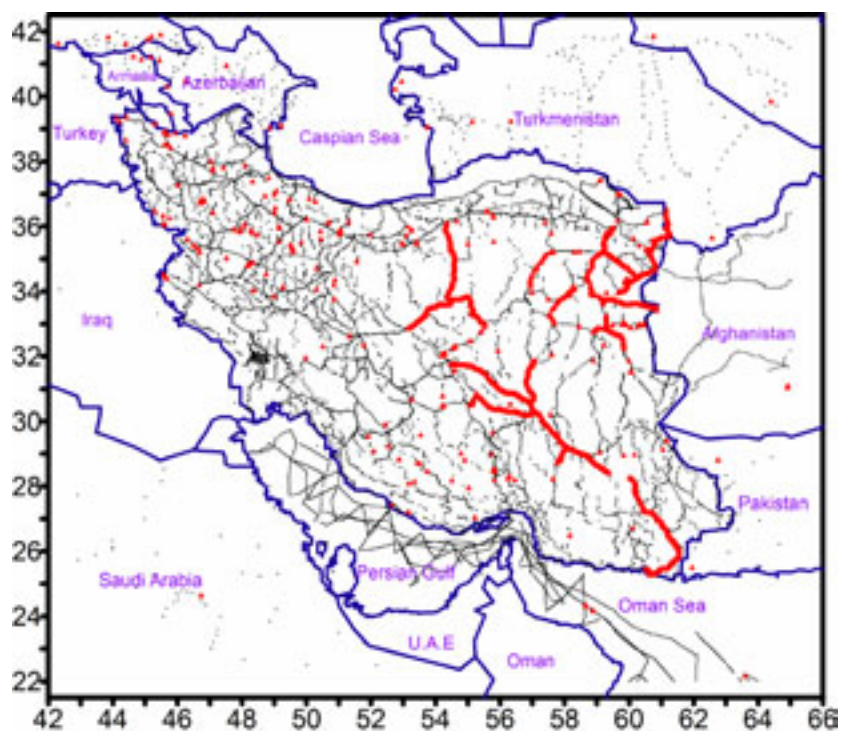 42
Armenia
Azerbaijan
40
Turkmenistan
Turkey
Caspian Sea
38
36
34
Iraq
Afghanistan
32
30
28
Pakistan
26
Saudi Arabia
Persian Gulf
Oman Sea
24
U.A.E
Oman
22
42 44 46 48 50 52 54 56 58 60 62 64 66